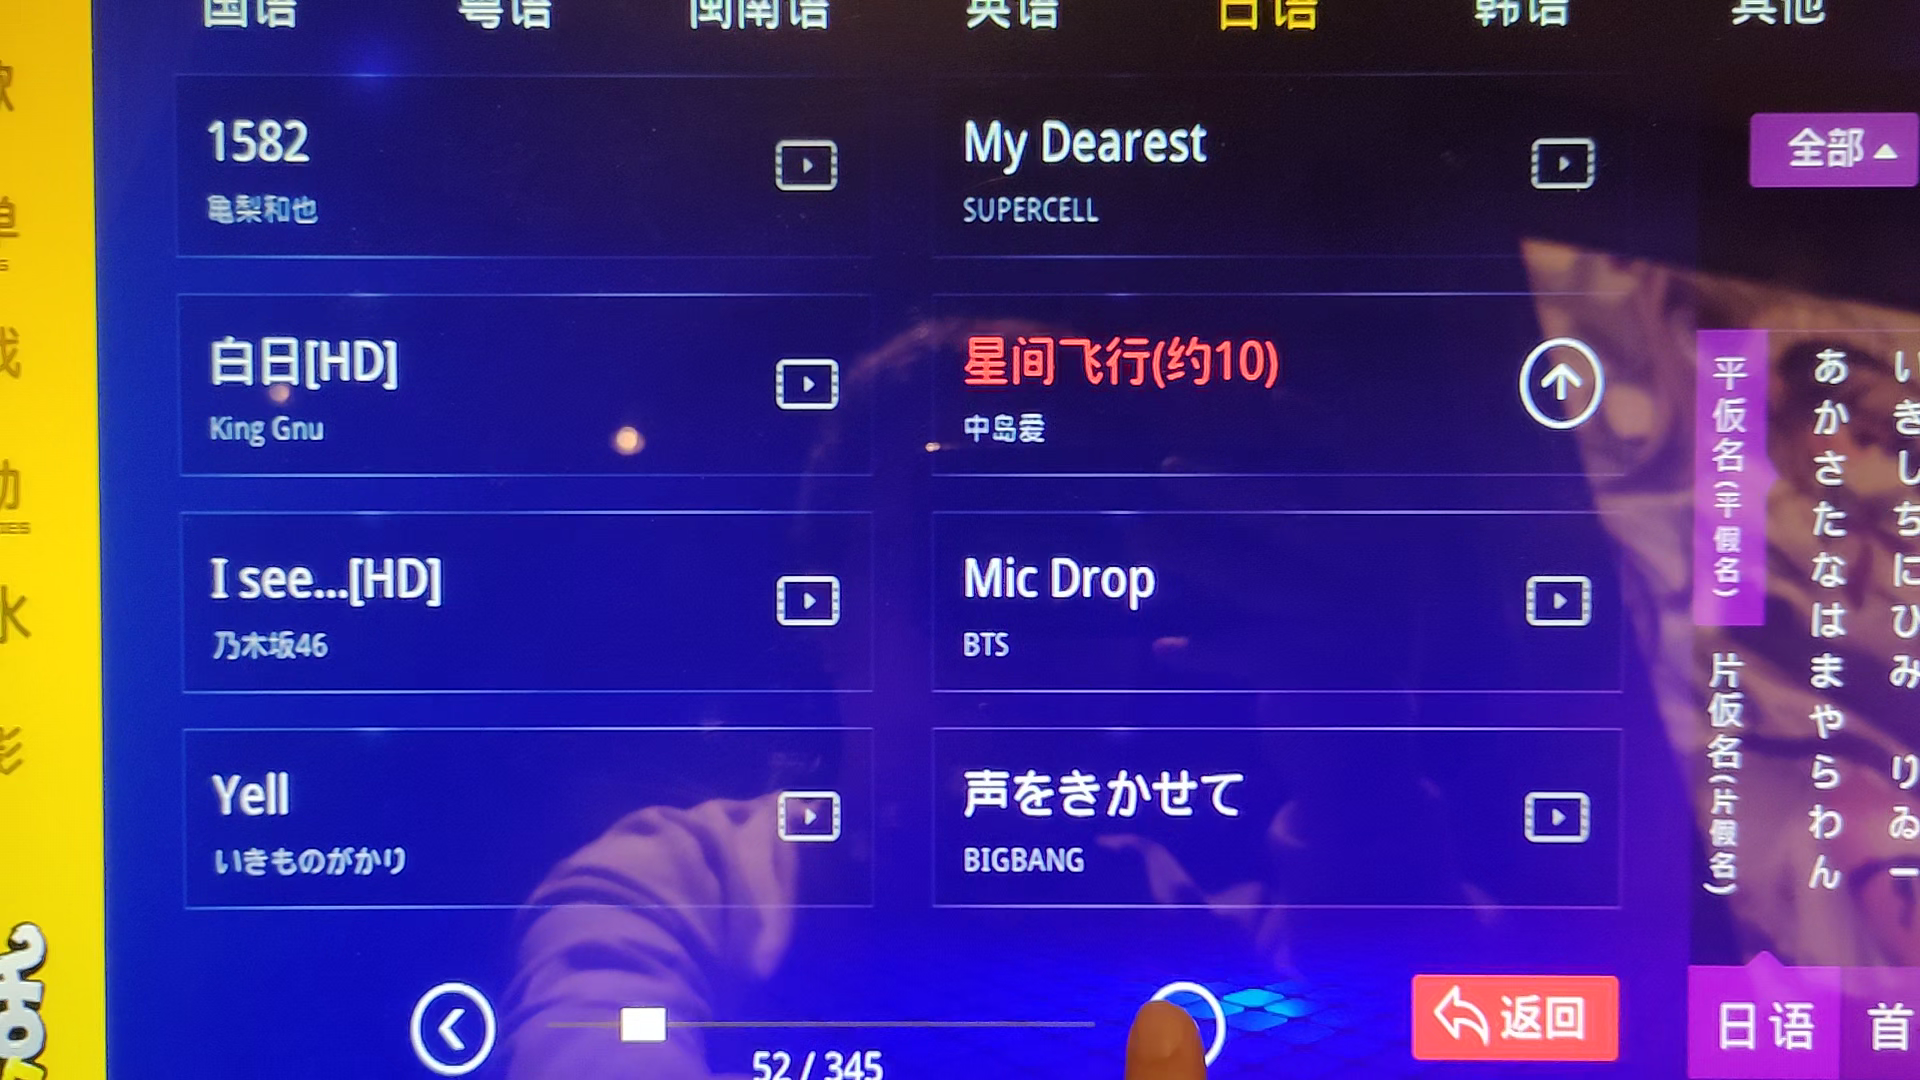 国语 粤语 闽南语 英语 日语 韩语 其他
1582
亀梨和也
My Dearest
SUPERCELL
全部
白日[HD]
King Gnu
星间飞行(约10)
中岛爱
I see...[HD]
乃木坂46
Mic Drop
BTS
Yell
いきものがかり
声をきかせて
BIGBANG
平仮名(平假名)
片仮名(片假名)
あかさたなはまやらわん
いきしちにひみ りゐー
52 / 345
返回
日语
首